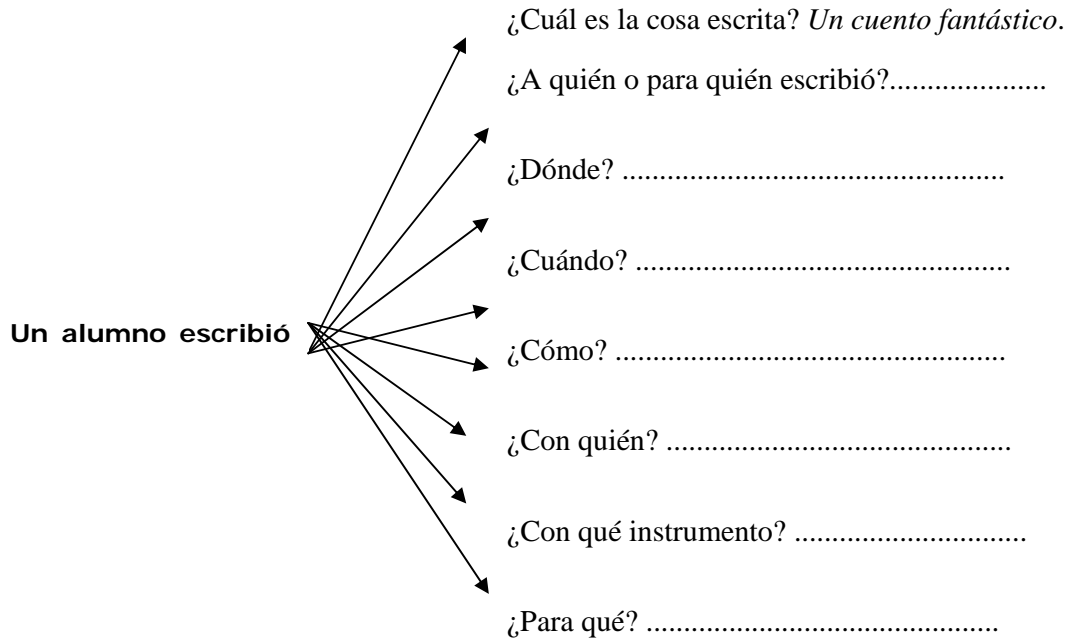 ¿Cuál es la cosa escrita? Un cuento fantástico.
¿A quién o para quién escribió?.....................
¿Dónde? ...................................................
¿Cuándo? ..................................................
Un alumno escribió
¿Cómo? ....................................................
¿Con quién? ..............................................
¿Con qué instrumento? ...............................
¿Para qué? ...............................................